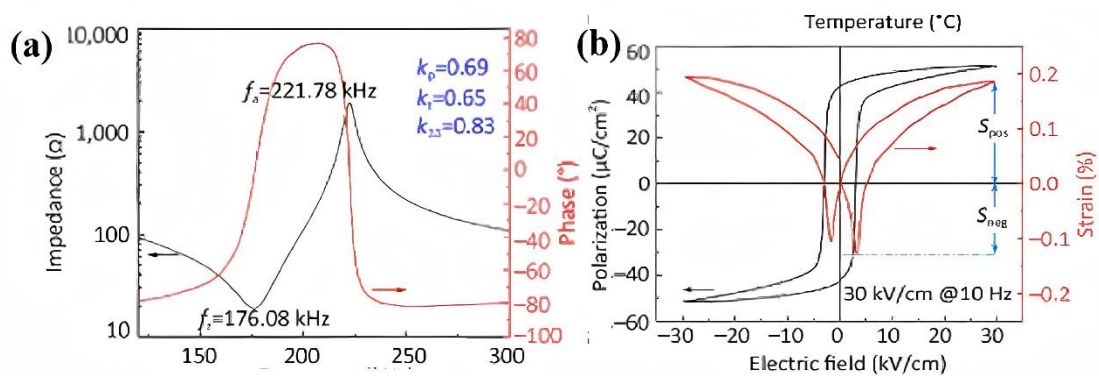 (a)
10,000
1,000
100
10
Impedance (Ω)
150
200
250
300
80
60
40
20
0
−20
−40
−60
−80
−100
Phase (°)
kp=0.69
kt=0.65
k33=0.83
fa=221.78 kHz
=176.08 kHz
(b)
Temperature (°C)
60
40
20
0
−20
−40
−60
Polarization (μC/cm²)
−30
−20
−10
0
10
20
30
Electric field (kV/cm)
0.2
0.1
0.0
−0.1
−0.2
Strain (%)
Spos
Sneg
30 kV/cm @10 Hz